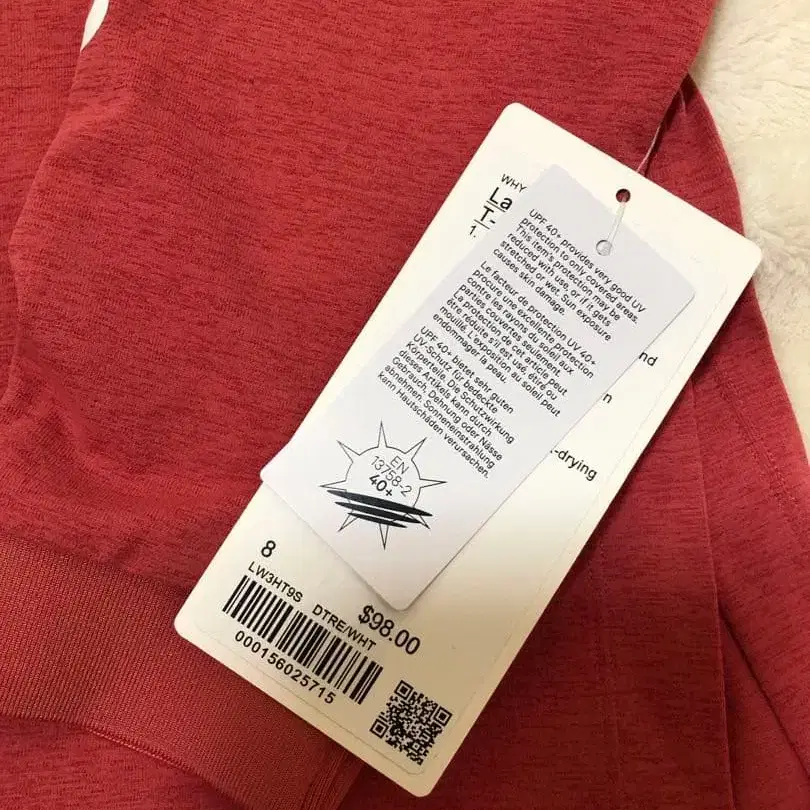 WHY
La
T-
1.
nd
n
-drying
UPF 40+ provides very good UV
protection to only covered areas.
This item's protection may be
reduced with use, or if it gets
stretched or wet. Sun exposure
causes skin damage.
Le facteur de protection UV 40+
procure une excellente protection
contre les rayons du soleil aux
parties couvertes seulement.
La protection de cet article peut
être réduite s'il est usé, étiré ou
mouillé. L'exposition au soleil peut
endommager la peau.
UPF 40+ bietet sehr guten
UV-Schutz für bedeckte
Körperteile. Die Schutzwirkung
dieses Artikels kann durch
Gebrauch, Dehnung oder Nässe
abnehmen. Sonneneinstrahlung
kann Hautschäden verursachen.
EN
13758-2
40+
8
LW3HT9S DTRE/WHT
$98.00
000156025715